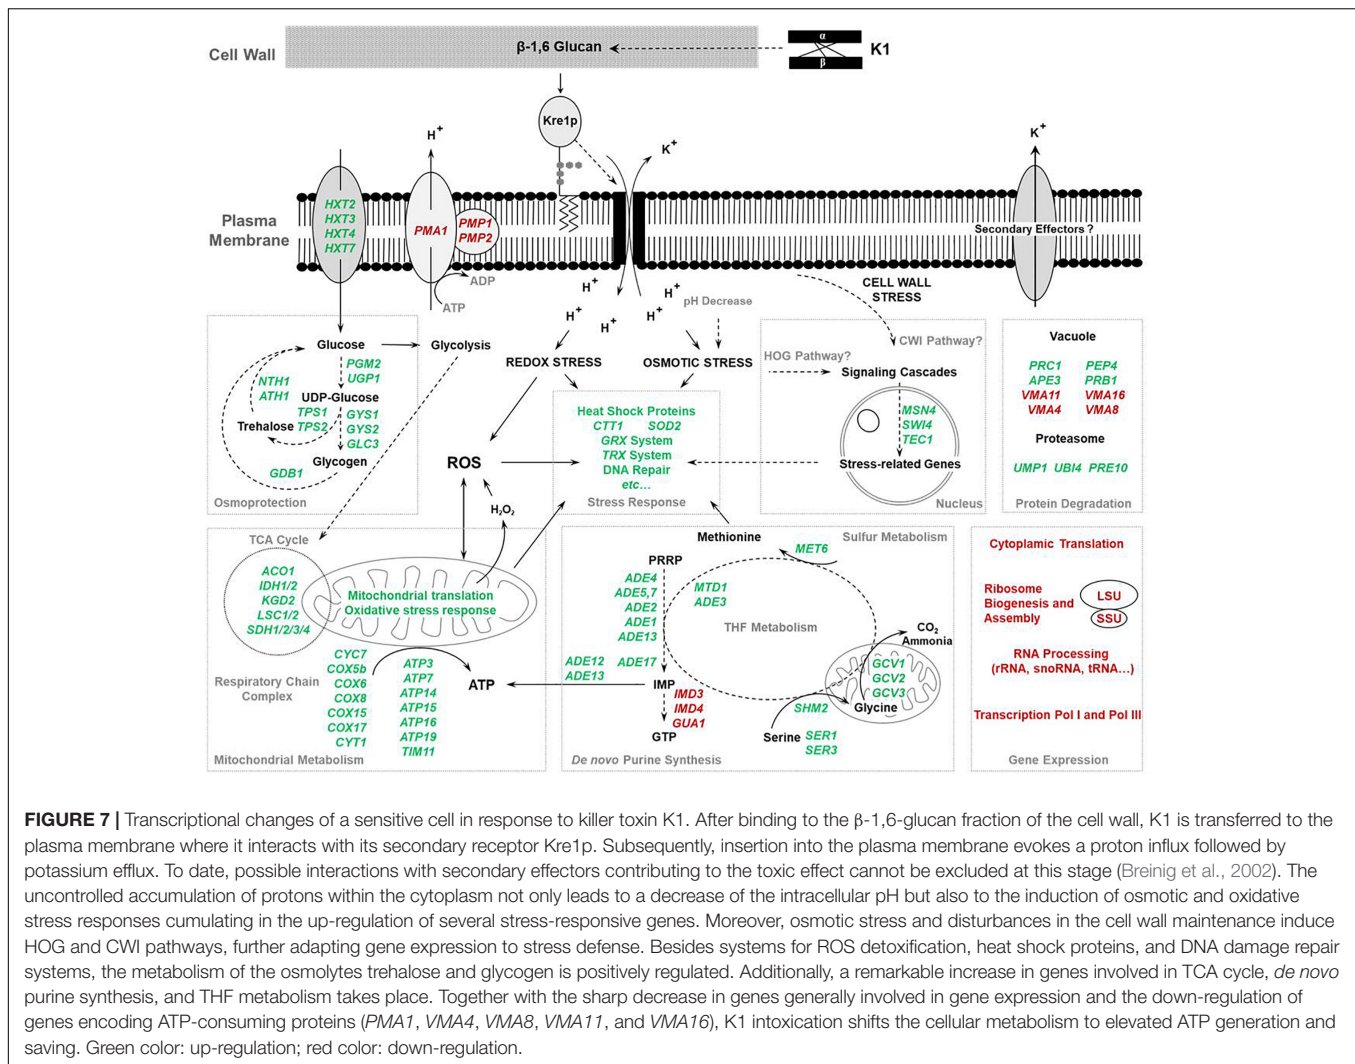 Cell Wall
β-1,6 Glucan
α
β
K1
Kre1p
H+
K+
K+
Plasma
Membrane
HXT2
HXT3
HXT4
HXT7
PMA1
PMP1
PMP2
Secondary Effectors ?
ADP
ATP
H+
H+
H+
H+
H+
pH Decrease
CELL WALL
STRESS
Glucose
Glycolysis
REDOX STRESS
OSMOTIC STRESS
HOG Pathway?
CWI Pathway?
Signaling Cascades
PGM2
UGP1
NTH1
ATH1
UDP-Glucose
TPS1
TPS2
Trehalose
GYS1
GYS2
GLC3
Glycogen
GDB1
Osmoprotection
Heat Shock Proteins
CTT1 SOD2
GRX System
TRX System
DNA Repair
etc...
Stress Response
ROS
H2O2
MSN4
SWI4
TEC1
Stress-related Genes
Nucleus
Vacuole
PRC1 PEP4
APE3 PRB1
VMA11 VMA16
VMA4 VMA8
Proteasome
UMP1 UBI4 PRE10
Protein Degradation
TCA Cycle
ACO1
IDH1/2
KGD2
LSC1/2
SDH1/2/3/4
Mitochondrial translation
Oxidative stress response
Respiratory Chain
Complex
CYC7
COX5b
COX6
COX8
COX15
COX17
CYT1
ATP3
ATP7
ATP14
ATP15
ATP16
ATP19
TIM11
ATP
Mitochondrial Metabolism
Methionine
Sulfur Metabolism
MET6
PRRP
ADE4
ADE5,7
ADE2
ADE1
ADE13
MTD1
ADE3
THF Metabolism
CO2
Ammonia
ADE12
ADE13
ADE17
IMP
IMD3
IMD4
GUA1
GTP
GCV1
GCV2
GCV3
Glycine
SHM2
Serine
SER1
SER3
De novo Purine Synthesis
Cytoplamic Translation
Ribosome
Biogenesis and
Assembly
LSU
SSU
RNA Processing
(rRNA, snoRNA, tRNA...)
Transcription Pol I and Pol III
Gene Expression
FIGURE 7 | Transcriptional changes of a sensitive cell in response to killer toxin K1. After binding to the β-1,6-glucan fraction of the cell wall, K1 is transferred to the
plasma membrane where it interacts with its secondary receptor Kre1p. Subsequently, insertion into the plasma membrane evokes a proton influx followed by
potassium efflux. To date, possible interactions with secondary effectors contributing to the toxic effect cannot be excluded at this stage (Breinig et al., 2002). The
uncontrolled accumulation of protons within the cytoplasm not only leads to a decrease of the intracellular pH but also to the induction of osmotic and oxidative
stress responses cumulating in the up-regulation of several stress-responsive genes. Moreover, osmotic stress and disturbances in the cell wall maintenance induce
HOG and CWI pathways, further adapting gene expression to stress defense. Besides systems for ROS detoxification, heat shock proteins, and DNA damage repair
systems, the metabolism of the osmolytes trehalose and glycogen is positively regulated. Additionally, a remarkable increase in genes involved in TCA cycle, de novo
purine synthesis, and THF metabolism takes place. Together with the sharp decrease in genes generally involved in gene expression and the down-regulation of
genes encoding ATP-consuming proteins (PMA1, VMA4, VMA8, VMA11, and VMA16), K1 intoxication shifts the cellular metabolism to elevated ATP generation and
saving. Green color: up-regulation; red color: down-regulation.